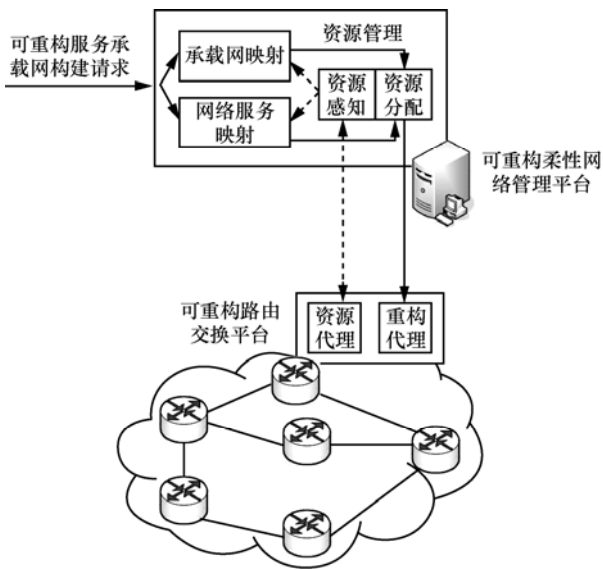 可重构服务承
载网构建请求
承载网映射
资源管理
资源
感知
资源
分配
网络服务
映射
可重构柔性网
络管理平台
可重构路由
交换平台
资源
代理
重构
代理